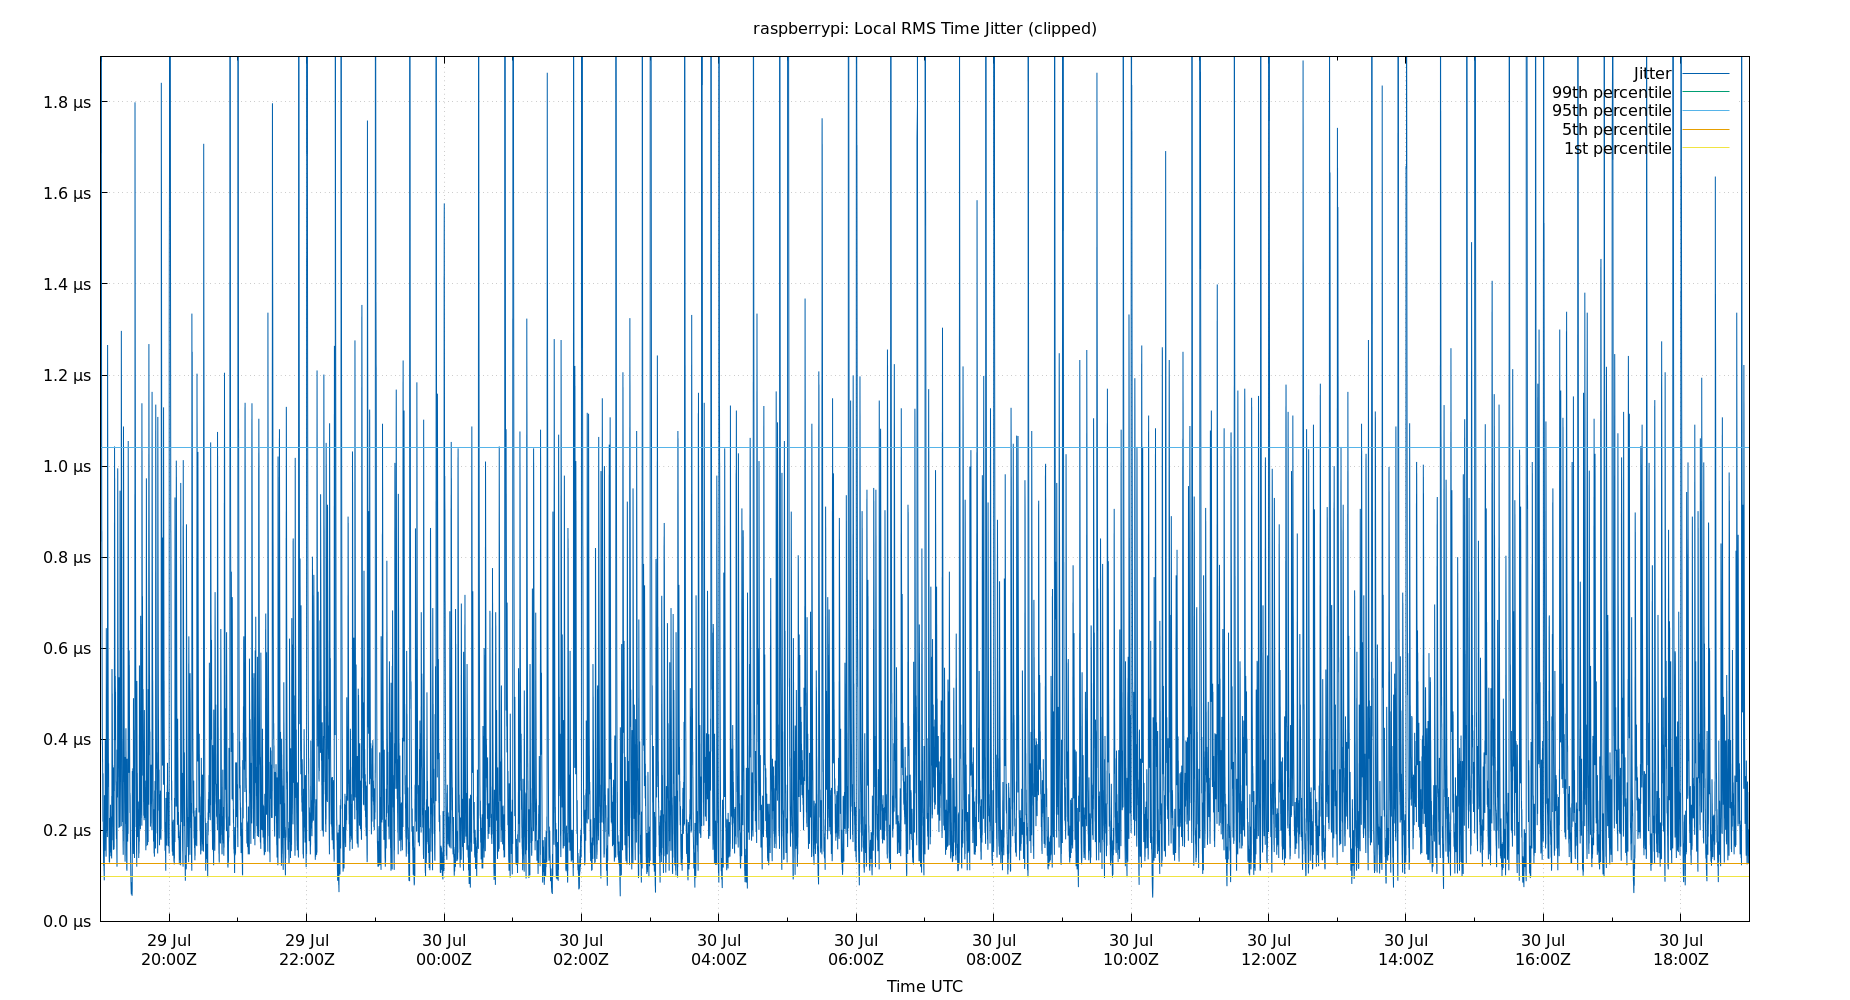 raspberrypi: Local RMS Time Jitter (clipped)
Jitter
99th percentile
95th percentile
5th percentile
1st percentile
1.8 µs
1.6 µs
1.4 µs
1.2 µs
1.0 µs
0.8 µs
0.6 µs
0.4 µs
0.2 µs
0.0 µs
29 Jul 29 Jul 30 Jul 30 Jul 30 Jul 30 Jul 30 Jul 30 Jul 30 Jul 30 Jul 30 Jul 30 Jul
20:00Z 22:00Z 00:00Z 02:00Z 04:00Z 06:00Z 08:00Z 10:00Z 12:00Z 14:00Z 16:00Z 18:00Z
Time UTC